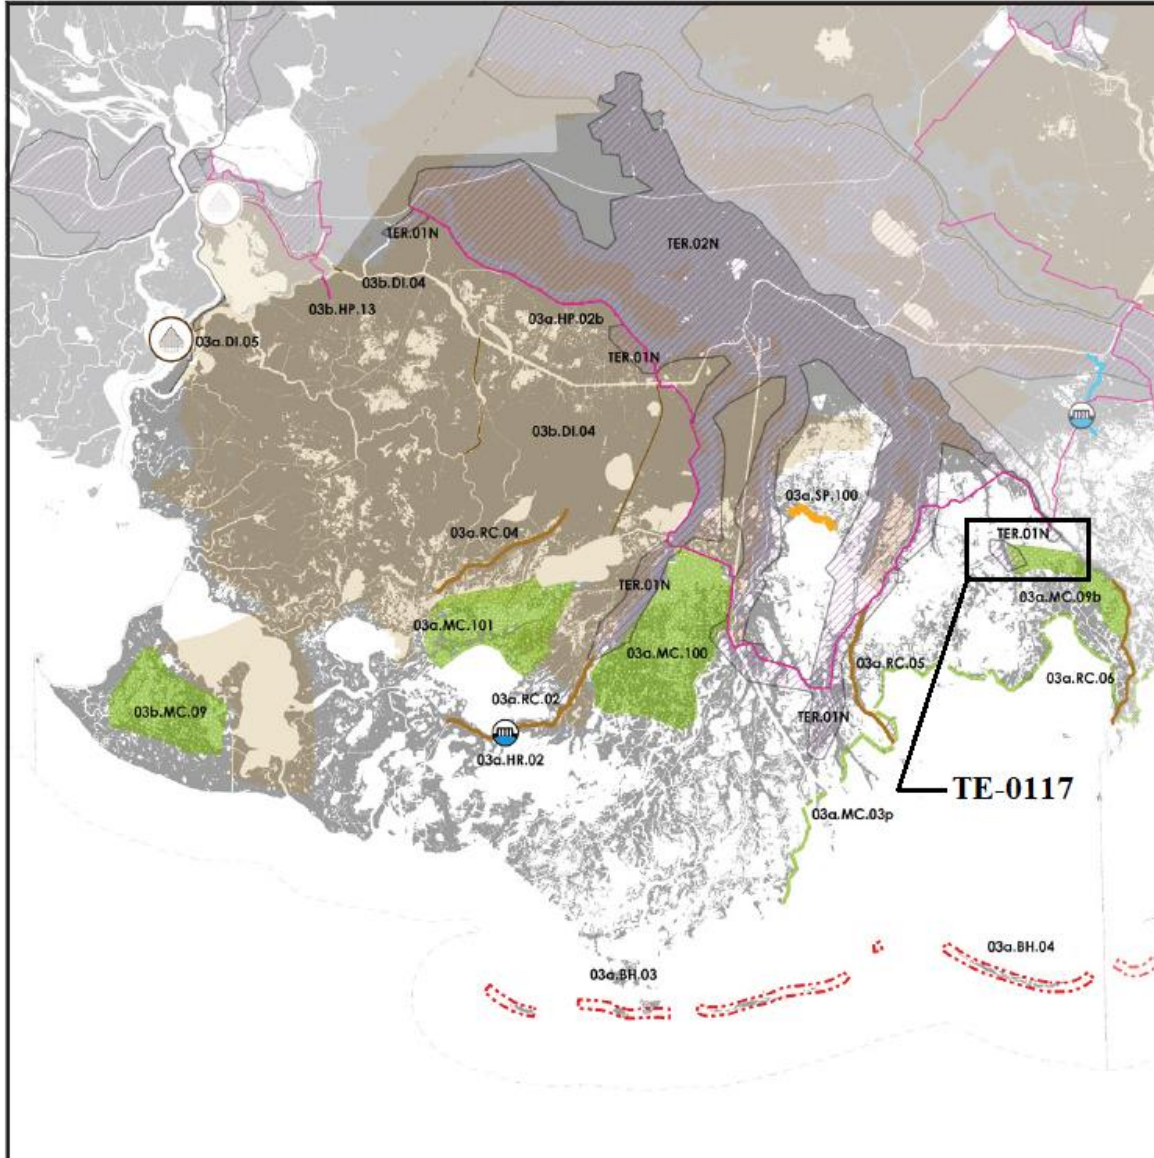 TER.01N
TER.02N
03b.DI.04
03b.HP.13
03a.HP.02b
03a.DI.05
TER.01N
03b.DI.04
03a.SP.100
03a.RC.04
TER.01N
TER.01N
03a.MC.09b
03a.MC.101
03a.MC.100
03a.RC.05
03a.RC.06
03a.RC.02
03b.MC.09
TER.01N
03a.HR.02
TE-0117
03a.MC.03p
03a.BH.04
03a.BH.03